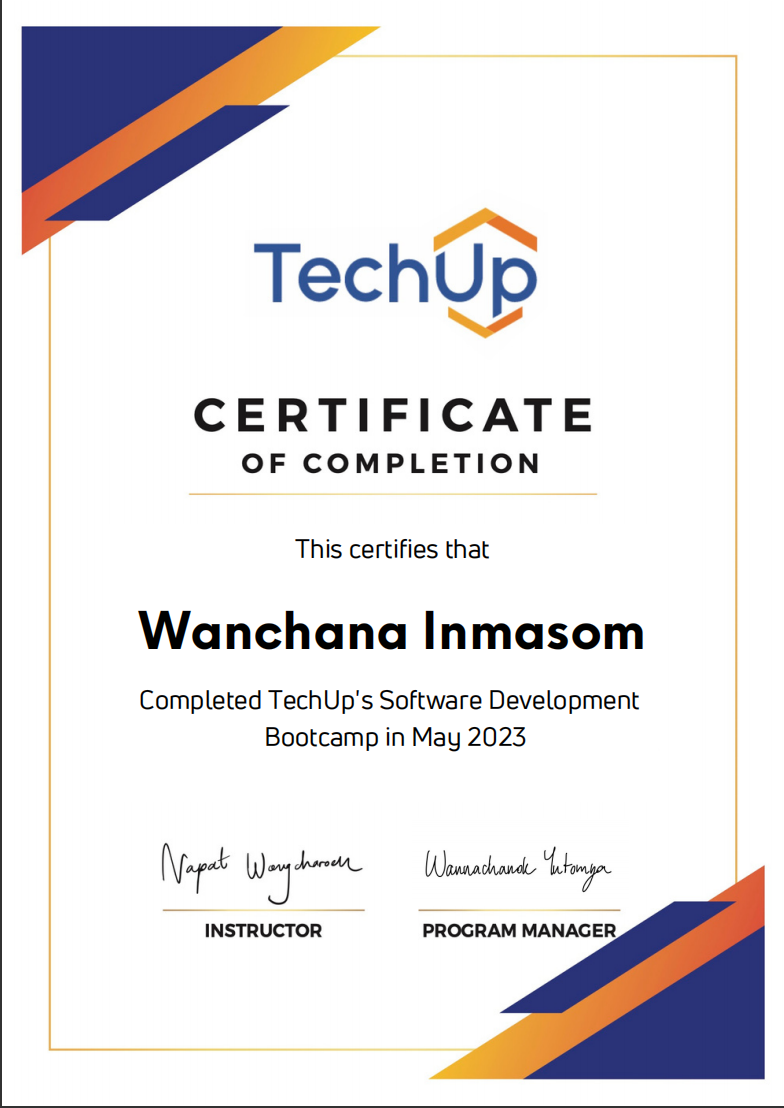 TechUp
CERTIFICATE
OF COMPLETION
This certifies that
Wanchana Inmasom
Completed TechUp's Software Development
Bootcamp in May 2023
Napat Wongcharoen
Wannachanok
INSTRUCTOR
PROGRAM MANAGER